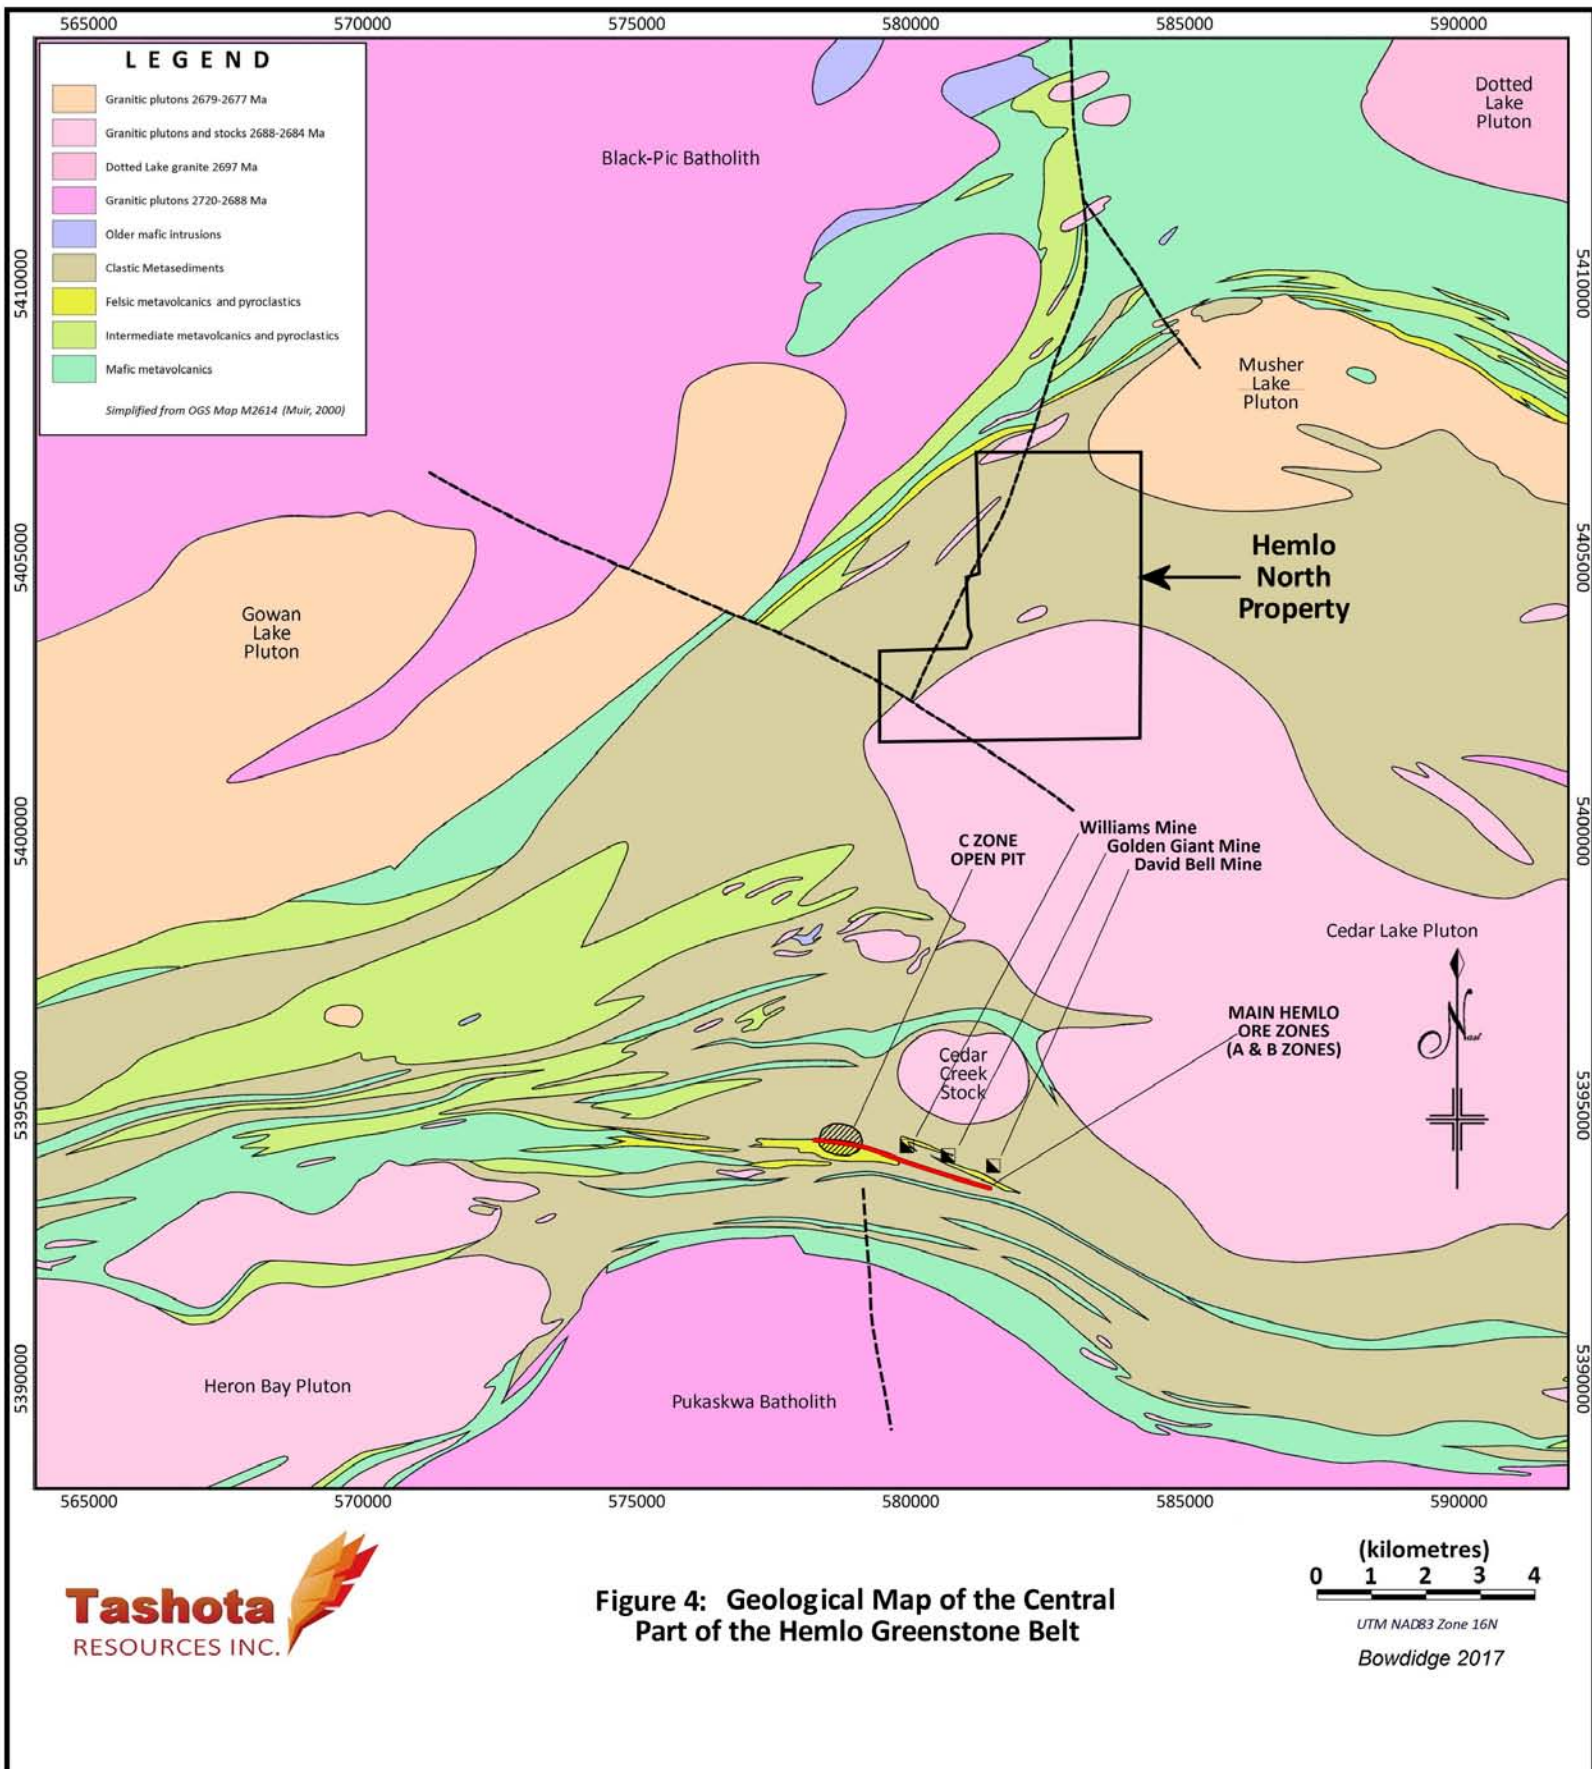 565000 570000 575000 580000 585000 590000
LEGEND
Granitic plutons 2679-2677 Ma
Granitic plutons and stocks 2688-2684 Ma
Dotted Lake granite 2697 Ma
Granitic plutons 2720-2688 Ma
Older mafic intrusions
Clastic Metasediments
Felsic metavolcanics and pyroclastics
Intermediate metavolcanics and pyroclastics
Mafic metavolcanics
Simplified from OGS Map M2614 (Muir, 2000)
Dotted
Lake
Pluton
Black-Pic Batholith
5410000
5410000
Musher
Lake
Pluton
5405000
5405000
Hemlo
North
Property
Gowan
Lake
Pluton
5400000
5400000
C ZONE
OPEN PIT
Williams Mine
Golden Giant Mine
David Bell Mine
Cedar Lake Pluton
MAIN HEMLO
ORE ZONES
(A & B ZONES)
Cedar
Creek
Stock
5395000
5395000
5390000
5390000
Heron Bay Pluton
Pukaskwa Batholith
565000 570000 575000 580000 585000 590000
Tashota
RESOURCES INC.
Figure 4: Geological Map of the Central
Part of the Hemlo Greenstone Belt
(kilometres)
0 1 2 3 4
UTM NAD83 Zone 16N
Bowdidge 2017